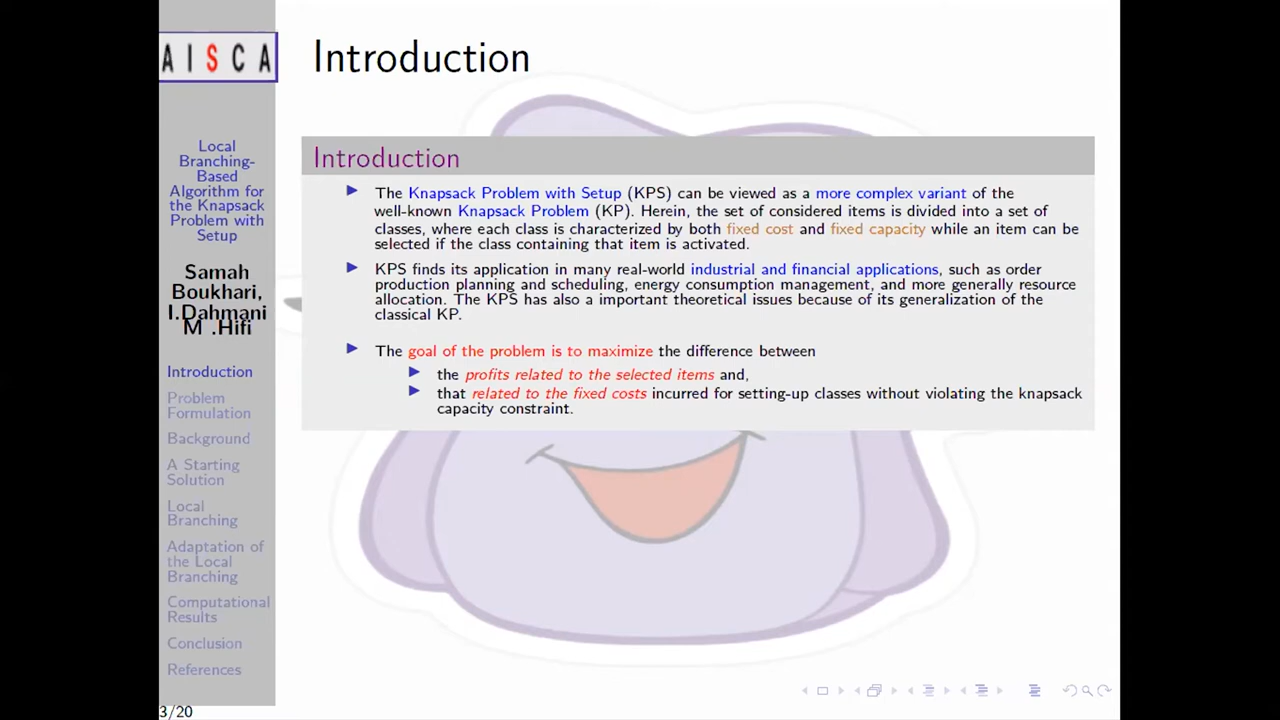 AISCA
Introduction
Local
Branching-
Based
Algorithm for
the Knapsack
Problem with
Setup
Samah
Boukhari,
I.Dahmani
M .Hifi
Introduction
Problem
Formulation
Background
A Starting
Solution
Local
Branching
Adaptation of
the Local
Branching
Computational
Results
Conclusion
References
3/20
Introduction
The Knapsack Problem with Setup (KPS) can be viewed as a more complex variant of the
well-known Knapsack Problem (KP). Herein, the set of considered items is divided into a set of
classes, where each class is characterized by both fixed cost and fixed capacity while an item can be
selected if the class containing that item is activated.
KPS finds its application in many real-world industrial and financial applications, such as order
production planning and scheduling, energy consumption management, and more generally resource
allocation. The KPS has also a important theoretical issues because of its generalization of the
classical KP.
The goal of the problem is to maximize the difference between
the profits related to the selected items and,
that related to the fixed costs incurred for setting-up classes without violating the knapsack
capacity constraint.